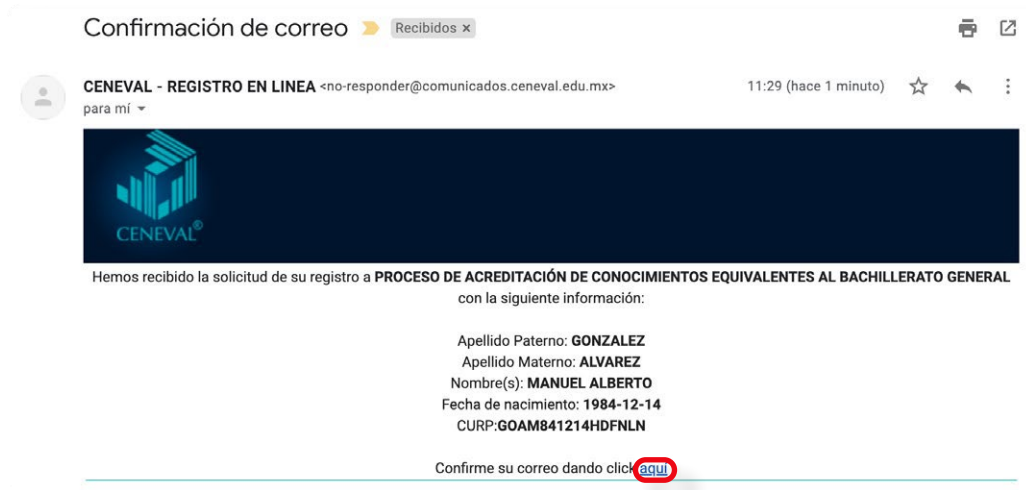 Confirmación de correo Recibidos x
CENEVAL - REGISTRO EN LINEA <no-responder@comunicados.ceneval.edu.mx> 11:29 (hace 1 minuto)
para mí
CENEVAL®
Hemos recibido la solicitud de su registro a PROCESO DE ACREDITACIÓN DE CONOCIMIENTOS EQUIVALENTES AL BACHILLERATO GENERAL
con la siguiente información:
Apellido Paterno: GONZALEZ
Apellido Materno: ALVAREZ
Nombre(s): MANUEL ALBERTO
Fecha de nacimiento: 1984-12-14
CURP:GOAM841214HDFNLN
Confirme su correo dando click aquí